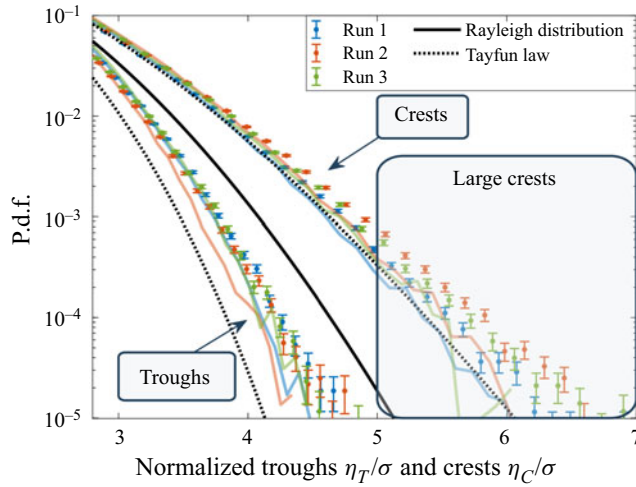 10⁻¹
10⁻²
10⁻³
10⁻⁴
10⁻⁵
P.d.f.
Run 1
Run 2
Run 3
Rayleigh distribution
Tayfun law
Crests
Large crests
Troughs
3 4 5 6 7
Normalized troughs η_T/σ and crests η_C/σ